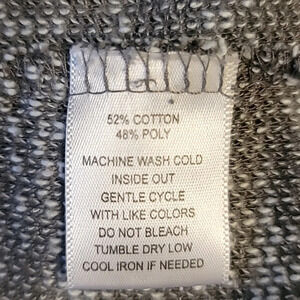 52% COTTON
48% POLY
MACHINE WASH COLD
INSIDE OUT
GENTLE CYCLE
WITH LIKE COLORS
DO NOT BLEACH
TUMBLE DRY LOW
COOL IRON IF NEEDED